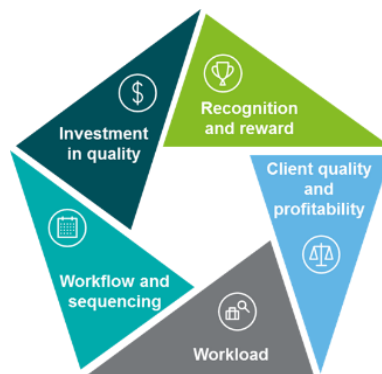 Recognition
and reward
Investment
in quality
Client quality
and
profitability
Workflow and
sequencing
Workload